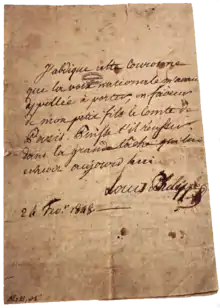 J'abdique cette couronne
que la voix nationale m'avait
appellée à porter, en faveur
de mon petit fils le Comte de
Paris. Puisse t'il réussir
dans la grande tâche qui lui
échoit aujourd'hui
Louis Philippe
24 Fev. 1848